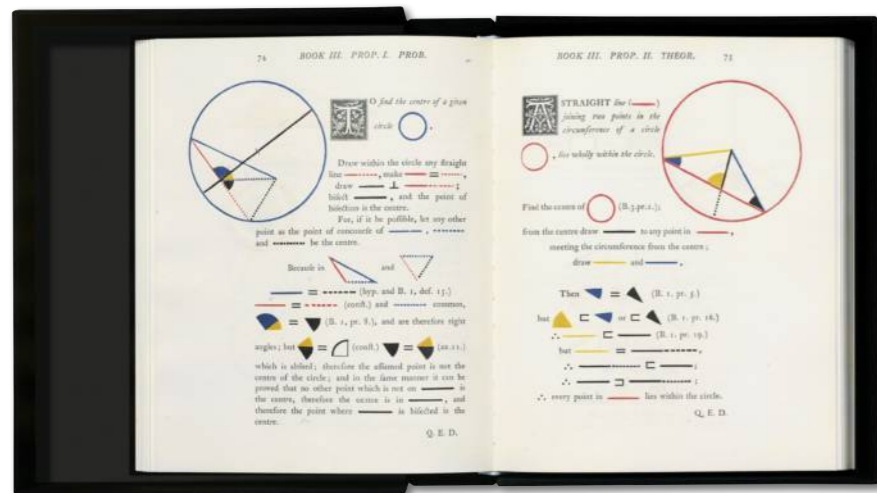 74 BOOK III. PROP. I. PROB.
TO find the centre of a given
circle .
Draw within the circle any ſtraight
line , make = ,
draw ⊥ ;
biſect , and the point of
biſection is the centre.
For, if it be poſſible, let any other
point as the point of concourſe of ,
and be the centre.
Becauſe in and
= (hyp. and B. 1, def. 15.)
= (conſt.) and common,
= (B. 1, pr. 8.), and are therefore right
angles; but = (conſt.) = (ax.11.)
which is abſurd; therefore the aſſumed point is not the
centre of the circle; and in the ſame manner it can be
proved that no other point which is not on is
the centre, therefore the centre is in , and
therefore the point where is biſected is the
centre.
Q. E. D.
BOOK III. PROP. II. THEOR. 75
A STRAIGHT line ( )
joining two points in the
circumference of a circle
, lies wholly within the circle.
Find the centre of (B.3.pr.1.);
from the centre draw to any point in ,
meeting the circumference from the centre;
draw and .
Then = (B. 1. pr. 5.)
but ⊏ or ⊏ (B. 1. pr. 16.)
∴ ⊏ (B. 1. pr. 19.)
but = ,
∴ ⊏ ;
∴ ⊐ ;
∴ every point in lies within the circle.
Q. E. D.